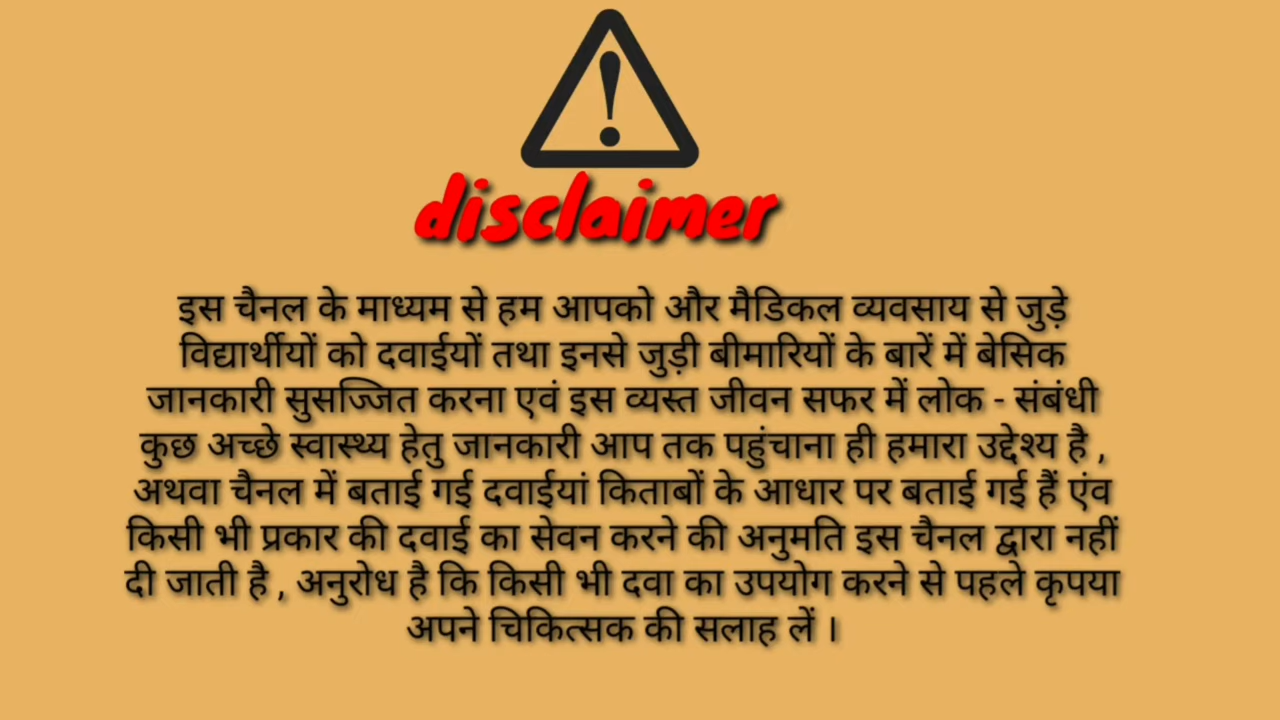 disclaimer
इस चैनल के माध्यम से हम आपको और मैडिकल व्यवसाय से जुड़े
विद्यार्थीयों को दवाईयों तथा इनसे जुड़ी बीमारियों के बारें में बेसिक
जानकारी सुसज्जित करना एवं इस व्यस्त जीवन सफर में लोक - संबंधी
कुछ अच्छे स्वास्थ्य हेतु जानकारी आप तक पहुंचाना ही हमारा उद्देश्य है ,
अथवा चैनल में बताई गई दवाईयां किताबों के आधार पर बताई गई हैं एंव
किसी भी प्रकार की दवाई का सेवन करने की अनुमति इस चैनल द्वारा नहीं
दी जाती है , अनुरोध है कि किसी भी दवा का उपयोग करने से पहले कृपया
अपने चिकित्सक की सलाह लें ।